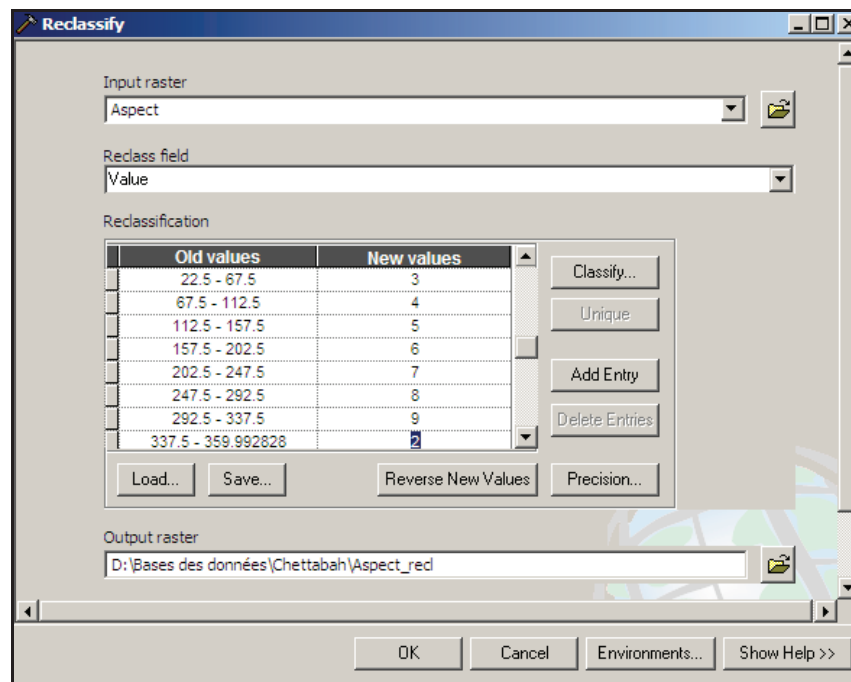 Reclassify
Input raster
Aspect
Reclass field
Value
Reclassification
Old values New values
22.5 - 67.5 3
67.5 - 112.5 4
112.5 - 157.5 5
157.5 - 202.5 6
202.5 - 247.5 7
247.5 - 292.5 8
292.5 - 337.5 9
337.5 - 359.992828 2
Classify...
Unique
Add Entry
Delete Entries
Load... Save... Reverse New Values Precision...
Output raster
D:\Bases des données\Chettabah\Aspect_recl
OK Cancel Environments... Show Help >>